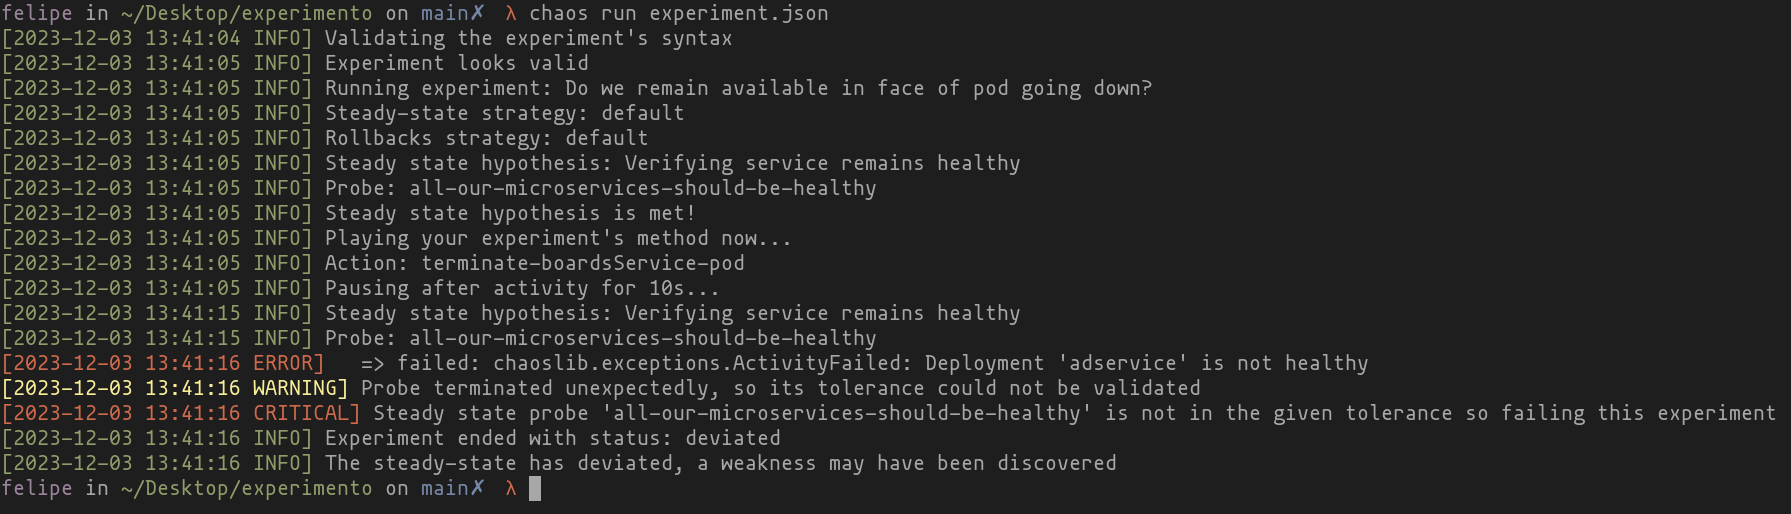 felipe in ~/Desktop/experimento on main✗ λ chaos run experiment.json
[2023-12-03 13:41:04 INFO] Validating the experiment's syntax
[2023-12-03 13:41:05 INFO] Experiment looks valid
[2023-12-03 13:41:05 INFO] Running experiment: Do we remain available in face of pod going down?
[2023-12-03 13:41:05 INFO] Steady-state strategy: default
[2023-12-03 13:41:05 INFO] Rollbacks strategy: default
[2023-12-03 13:41:05 INFO] Steady state hypothesis: Verifying service remains healthy
[2023-12-03 13:41:05 INFO] Probe: all-our-microservices-should-be-healthy
[2023-12-03 13:41:05 INFO] Steady state hypothesis is met!
[2023-12-03 13:41:05 INFO] Playing your experiment's method now...
[2023-12-03 13:41:05 INFO] Action: terminate-boardsService-pod
[2023-12-03 13:41:05 INFO] Pausing after activity for 10s...
[2023-12-03 13:41:15 INFO] Steady state hypothesis: Verifying service remains healthy
[2023-12-03 13:41:15 INFO] Probe: all-our-microservices-should-be-healthy
[2023-12-03 13:41:16 ERROR]   => failed: chaoslib.exceptions.ActivityFailed: Deployment 'adservice' is not healthy
[2023-12-03 13:41:16 WARNING] Probe terminated unexpectedly, so its tolerance could not be validated
[2023-12-03 13:41:16 CRITICAL] Steady state probe 'all-our-microservices-should-be-healthy' is not in the given tolerance so failing this experiment
[2023-12-03 13:41:16 INFO] Experiment ended with status: deviated
[2023-12-03 13:41:16 INFO] The steady-state has deviated, a weakness may have been discovered
felipe in ~/Desktop/experimento on main✗ λ